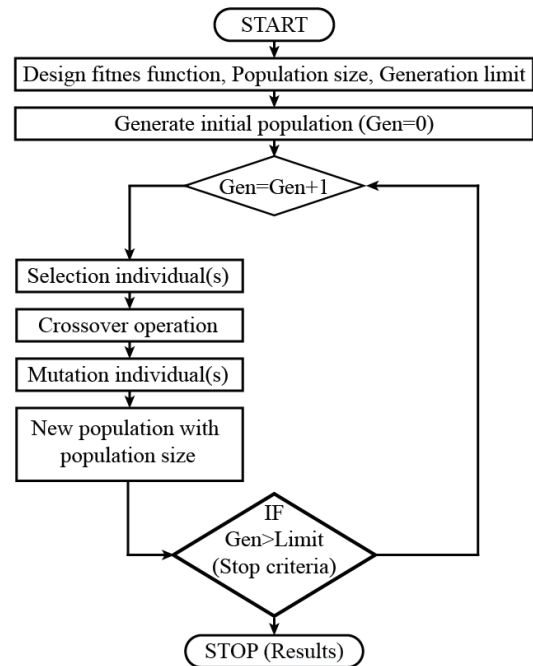 START
Design fitnes function, Population size, Generation limit
Generate initial population (Gen=0)
Gen=Gen+1
Selection individual(s)
Crossover operation
Mutation individual(s)
New population with
population size
IF
Gen>Limit
(Stop criteria)
STOP (Results)